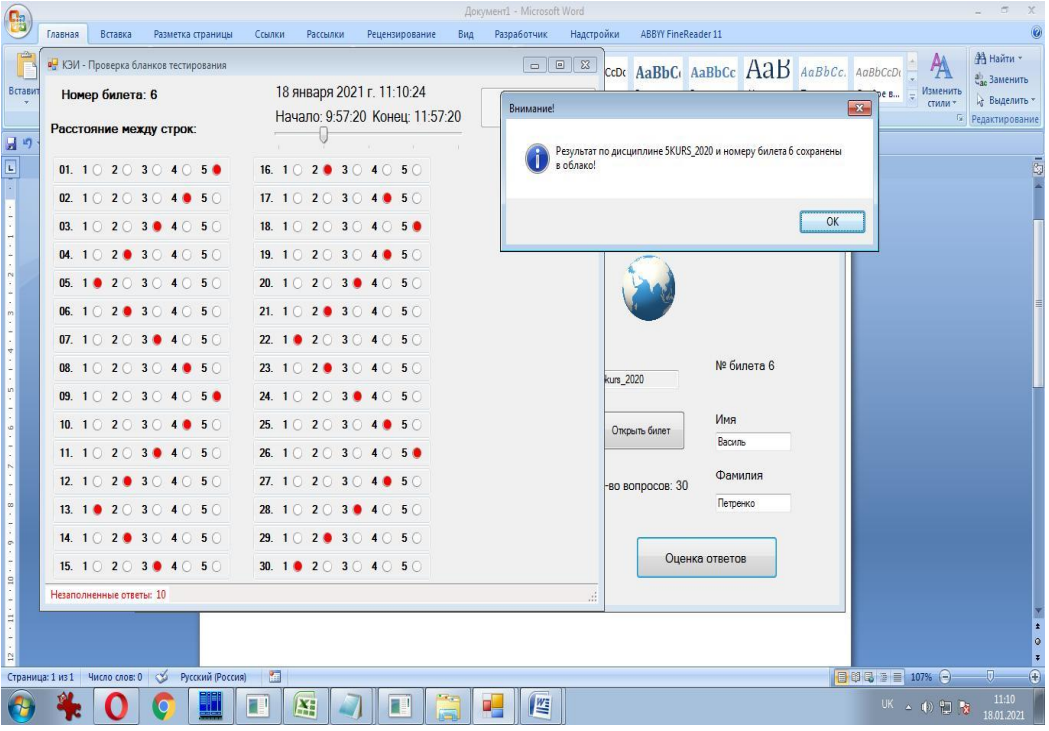 Документ1 - Microsoft Word
Главная Вставка Разметка страницы Ссылки Рассылки Рецензирование Вид Разработчик Надстройки ABBYY FineReader 11
КЭИ - Проверка бланков тестирования
CcDc AaBbC AaBbCc AaB AaBbCc. AaBbCcDc
Изменить стили
Найти
Заменить
Выделить
Редактирование
Номер билета: 6
18 января 2021 г. 11:10:24
Начало: 9:57:20 Конец: 11:57:20
Расстояние между строк:
Внимание!
Результат по дисциплине 5KURS_2020 и номеру билета 6 сохранены
в облако!
OK
01. 1 2 3 4 5 16. 1 2 3 4 5
02. 1 2 3 4 5 17. 1 2 3 4 5
03. 1 2 3 4 5 18. 1 2 3 4 5
04. 1 2 3 4 5 19. 1 2 3 4 5
05. 1 2 3 4 5 20. 1 2 3 4 5
06. 1 2 3 4 5 21. 1 2 3 4 5
07. 1 2 3 4 5 22. 1 2 3 4 5
08. 1 2 3 4 5 23. 1 2 3 4 5
09. 1 2 3 4 5 24. 1 2 3 4 5
10. 1 2 3 4 5 25. 1 2 3 4 5
11. 1 2 3 4 5 26. 1 2 3 4 5
12. 1 2 3 4 5 27. 1 2 3 4 5
13. 1 2 3 4 5 28. 1 2 3 4 5
14. 1 2 3 4 5 29. 1 2 3 4 5
15. 1 2 3 4 5 30. 1 2 3 4 5
№ билета 6
kurs_2020
Открыть билет
Имя
Василь
-во вопросов: 30
Фамилия
Петренко
Оценка ответов
Незаполненные ответы: 10
Страница: 1 из 1 Число слов: 0 Русский (Россия) 107%
UK 11:10
18.01.2021